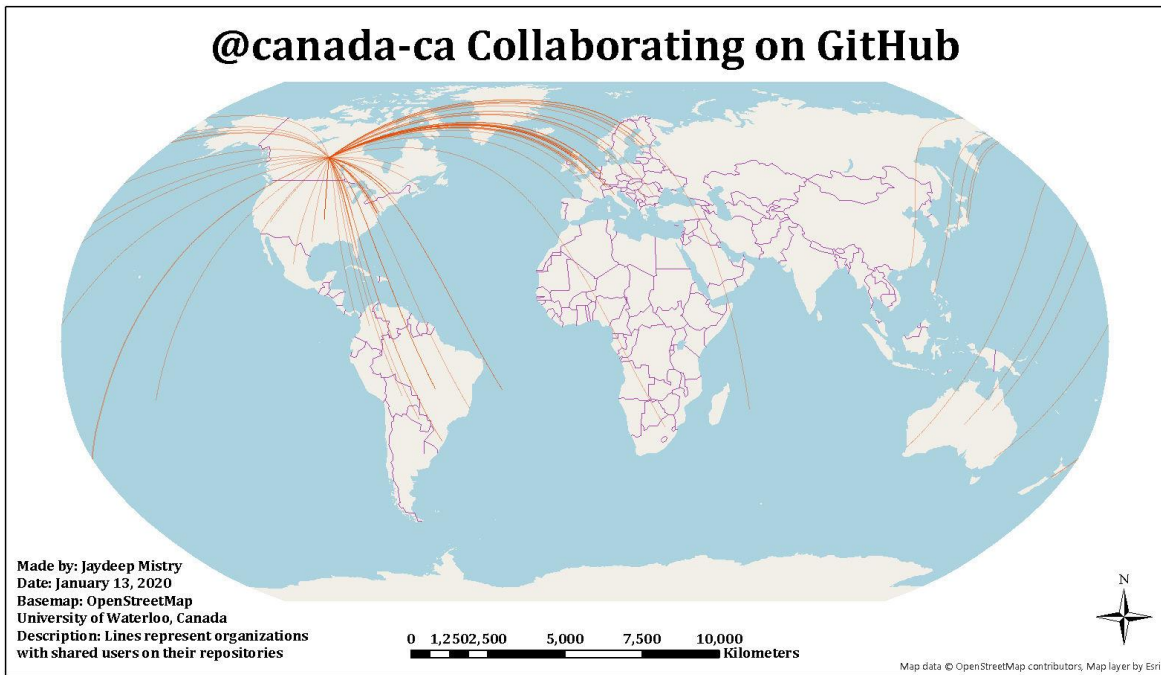 @canada-ca Collaborating on GitHub
Made by: Jaydeep Mistry
Date: January 13, 2020
Basemap: OpenStreetMap
University of Waterloo, Canada
Description: Lines represent organizations
with shared users on their repositories
0 1,2502,500 5,000 7,500 10,000
Kilometers
N
Map data © OpenStreetMap contributors, Map layer by Esri